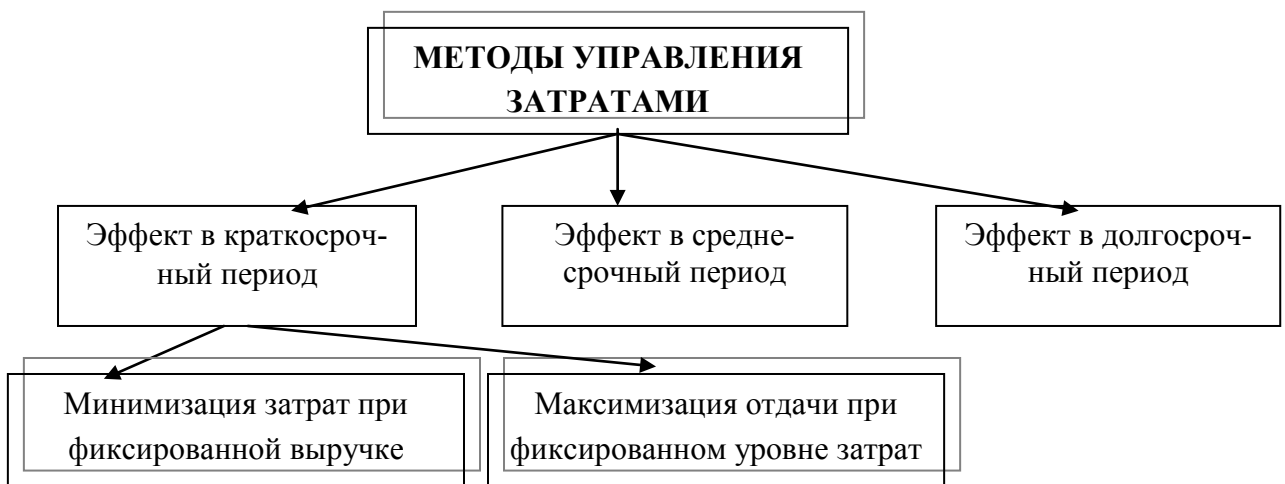 МЕТОДЫ УПРАВЛЕНИЯ
ЗАТРАТАМИ
Эффект в краткосроч-
ный период
Эффект в средне-
срочный период
Эффект в долгосроч-
ный период
Минимизация затрат при
фиксированной выручке
Максимизация отдачи при
фиксированном уровне затрат